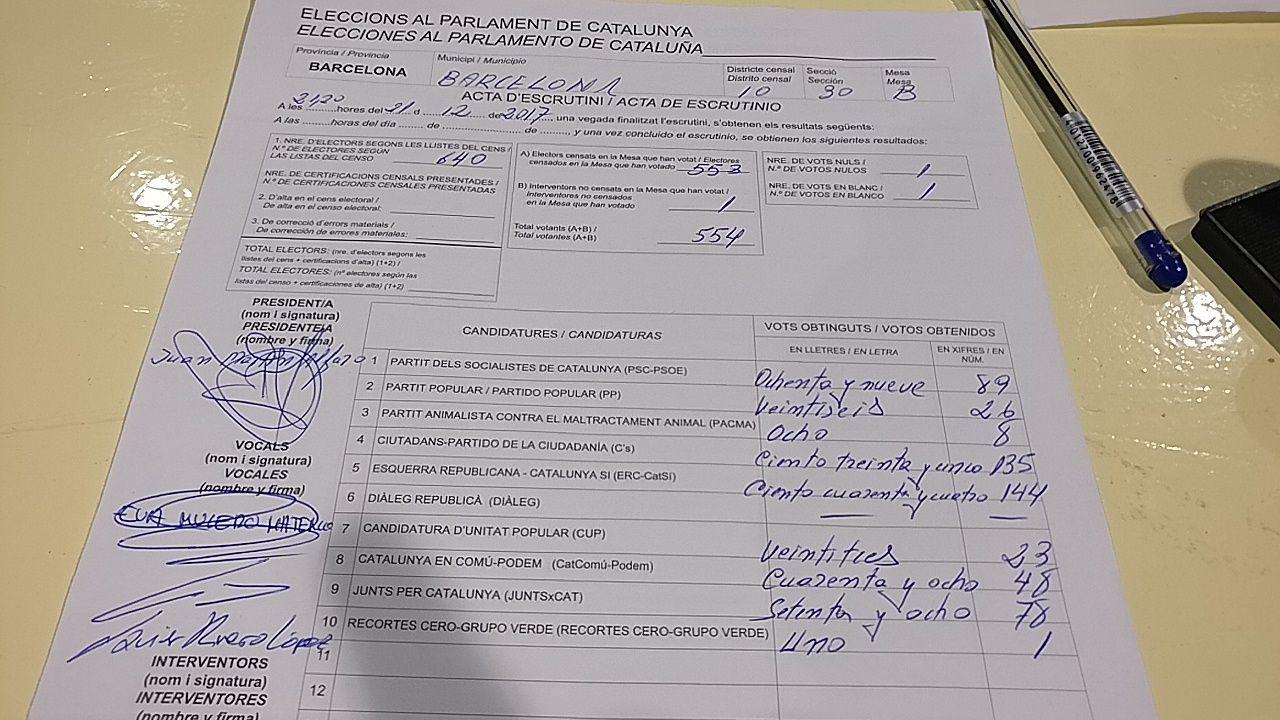 ELECCIONS AL PARLAMENT DE CATALUNYA
ELECCIONES AL PARLAMENTO DE CATALUÑA
Província / Provincia
BARCELONA
Municipi / Municipio
BARCELONA
Districte censal
Distrito censal
10
Secció
Sección
30
Mesa
Mesa
B
ACTA D'ESCRUTINI / ACTA DE ESCRUTINIO
A les 2120 hores del 21 d 12 de 2017, una vegada finalitzat l'escrutini, s'obtenen els resultats següents:
A las ..........horas del día ........ de ........................ de .........., y una vez concluido el escrutinio, se obtienen los siguientes resultados:
1. NRE. D'ELECTORS SEGONS LES LLISTES DEL CENS /
N.º DE ELECTORES SEGÚN
LAS LISTAS DEL CENSO 640
NRE. DE CERTIFICACIONS CENSALS PRESENTADES /
N.º DE CERTIFICACIONES CENSALES PRESENTADAS
2. D'alta en el cens electoral /
De alta en el censo electoral:
3. De correcció d'errors materials /
De corrección de errores materiales:
TOTAL ELECTORS: (nre. d'electors segons les
llistes del cens + certificacions d'alta) (1+2) /
TOTAL ELECTORES: (nº electores según las
listas del censo + certificaciones de alta) (1+2)
A) Electors censats en la Mesa que han votat / Electores
censados en la Mesa que han votado 553
B) Interventors no censats en la Mesa que han votat /
Interventores no censados
en la Mesa que han votado 1
Total votants (A+B) /
Total votantes (A+B) 554
NRE. DE VOTS NULS /
N.º DE VOTOS NULOS 1
NRE. DE VOTS EN BLANC /
N.º DE VOTOS EN BLANCO 1
PRESIDENT/A
(nom i signatura)
PRESIDENTE/A
(nombre y firma)
Juan
VOCALS
(nom i signatura)
VOCALES
(nombre y firma)
EVA
Javier Rivero López
INTERVENTORS
(nom i signatura)
INTERVENTORES
(nombre y firma)
CANDIDATURES / CANDIDATURAS
VOTS OBTINGUTS / VOTOS OBTENIDOS
EN LLETRES / EN LETRA
EN XIFRES / EN
NÚM.
1 PARTIT DELS SOCIALISTES DE CATALUNYA (PSC-PSOE) Ochenta y nueve 89
2 PARTIT POPULAR / PARTIDO POPULAR (PP) Veintiseis 26
3 PARTIT ANIMALISTA CONTRA EL MALTRACTAMENT ANIMAL (PACMA) Ocho 8
4 CIUTADANS-PARTIDO DE LA CIUDADANÍA (C's) Ciento treinta y cinco 135
5 ESQUERRA REPUBLICANA - CATALUNYA SI (ERC-CatSí) Ciento cuarenta y cuatro 144
6 DIÀLEG REPUBLICÀ (DIÀLEG) — —
7 CANDIDATURA D'UNITAT POPULAR (CUP) Veintitres 23
8 CATALUNYA EN COMÚ-PODEM (CatComú-Podem) Cuarenta y ocho 48
9 JUNTS PER CATALUNYA (JUNTSxCAT) Setenta y ocho 78
10 RECORTES CERO-GRUPO VERDE (RECORTES CERO-GRUPO VERDE) Uno 1
11
12